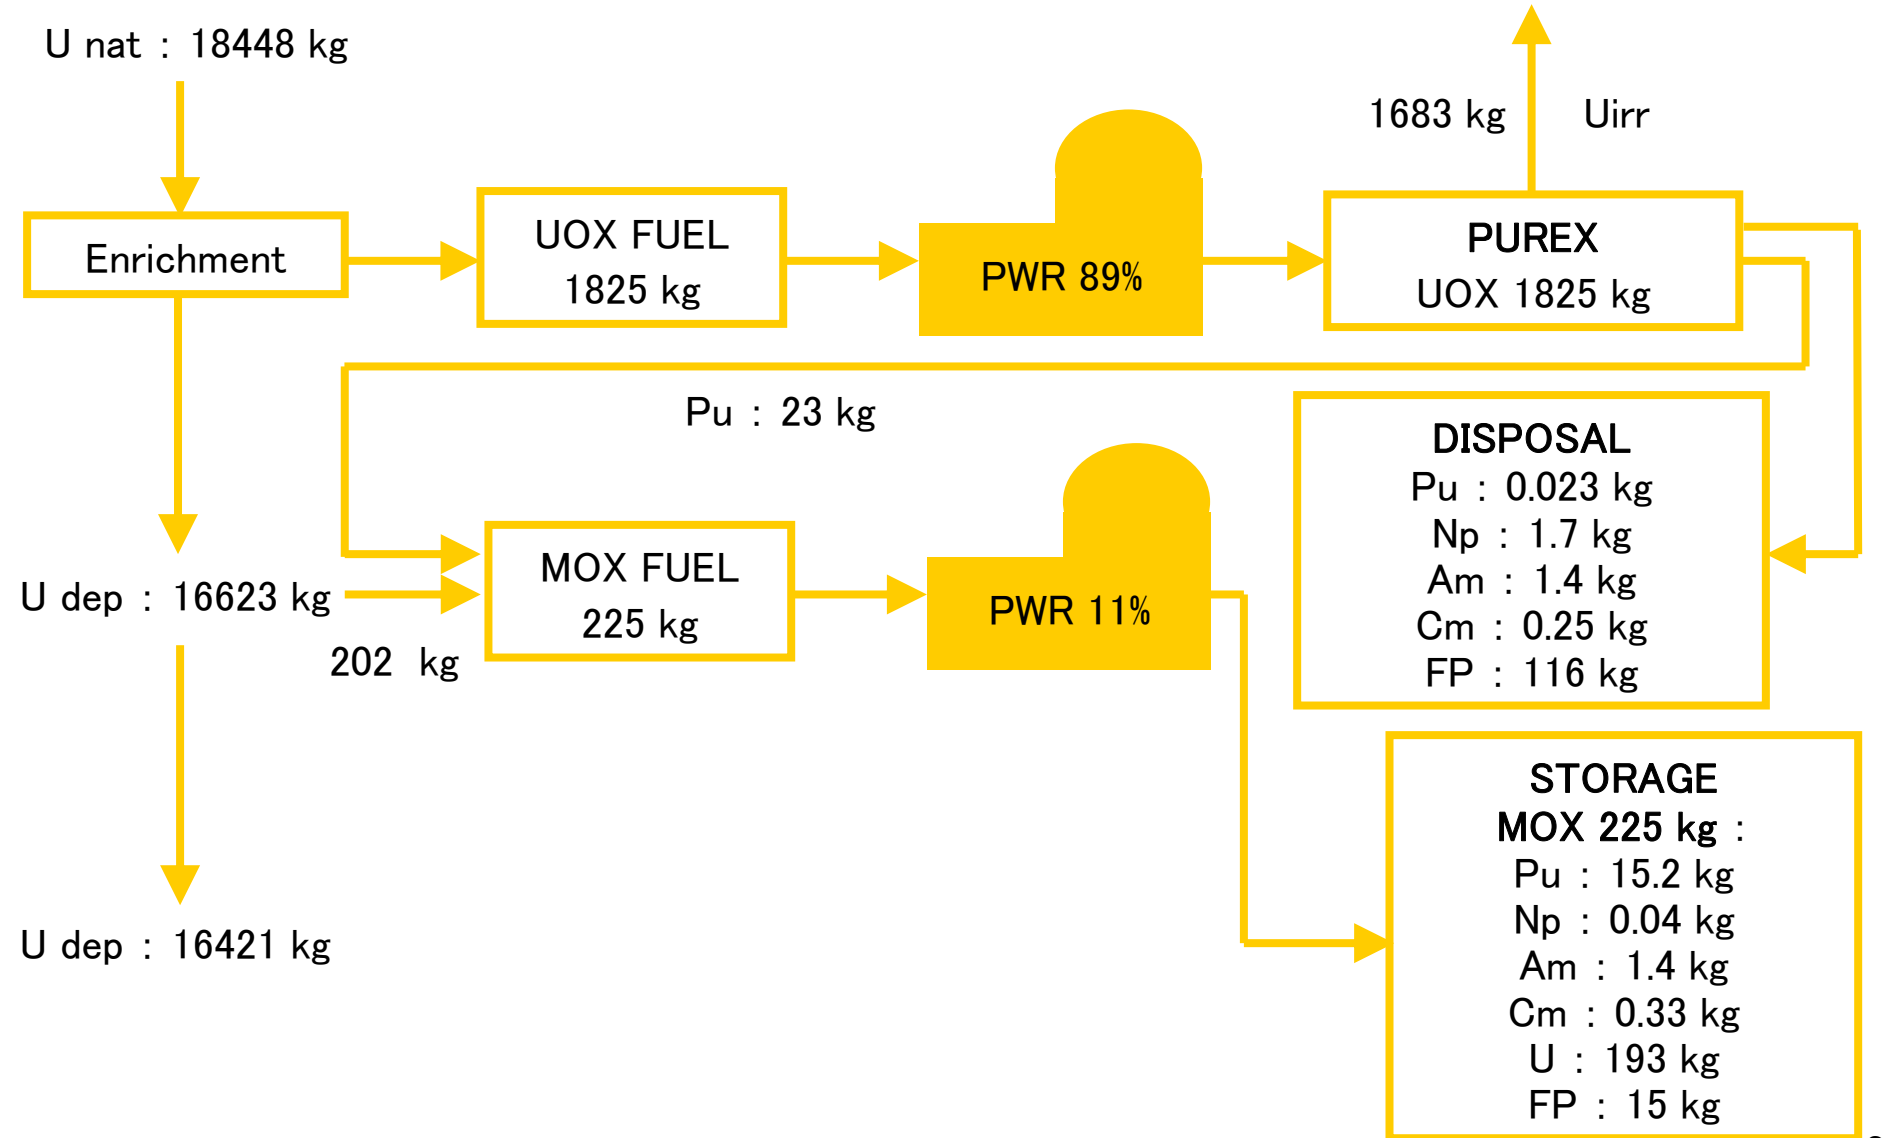 U nat : 18448 kg
1683 kg Uirr
Enrichment
UOX FUEL
1825 kg
PWR 89%
PUREX
UOX 1825 kg
Pu : 23 kg
DISPOSAL
Pu : 0.023 kg
Np : 1.7 kg
Am : 1.4 kg
Cm : 0.25 kg
FP : 116 kg
U dep : 16623 kg
202 kg
MOX FUEL
225 kg
PWR 11%
STORAGE
MOX 225 kg :
Pu : 15.2 kg
Np : 0.04 kg
Am : 1.4 kg
Cm : 0.33 kg
U : 193 kg
FP : 15 kg
U dep : 16421 kg